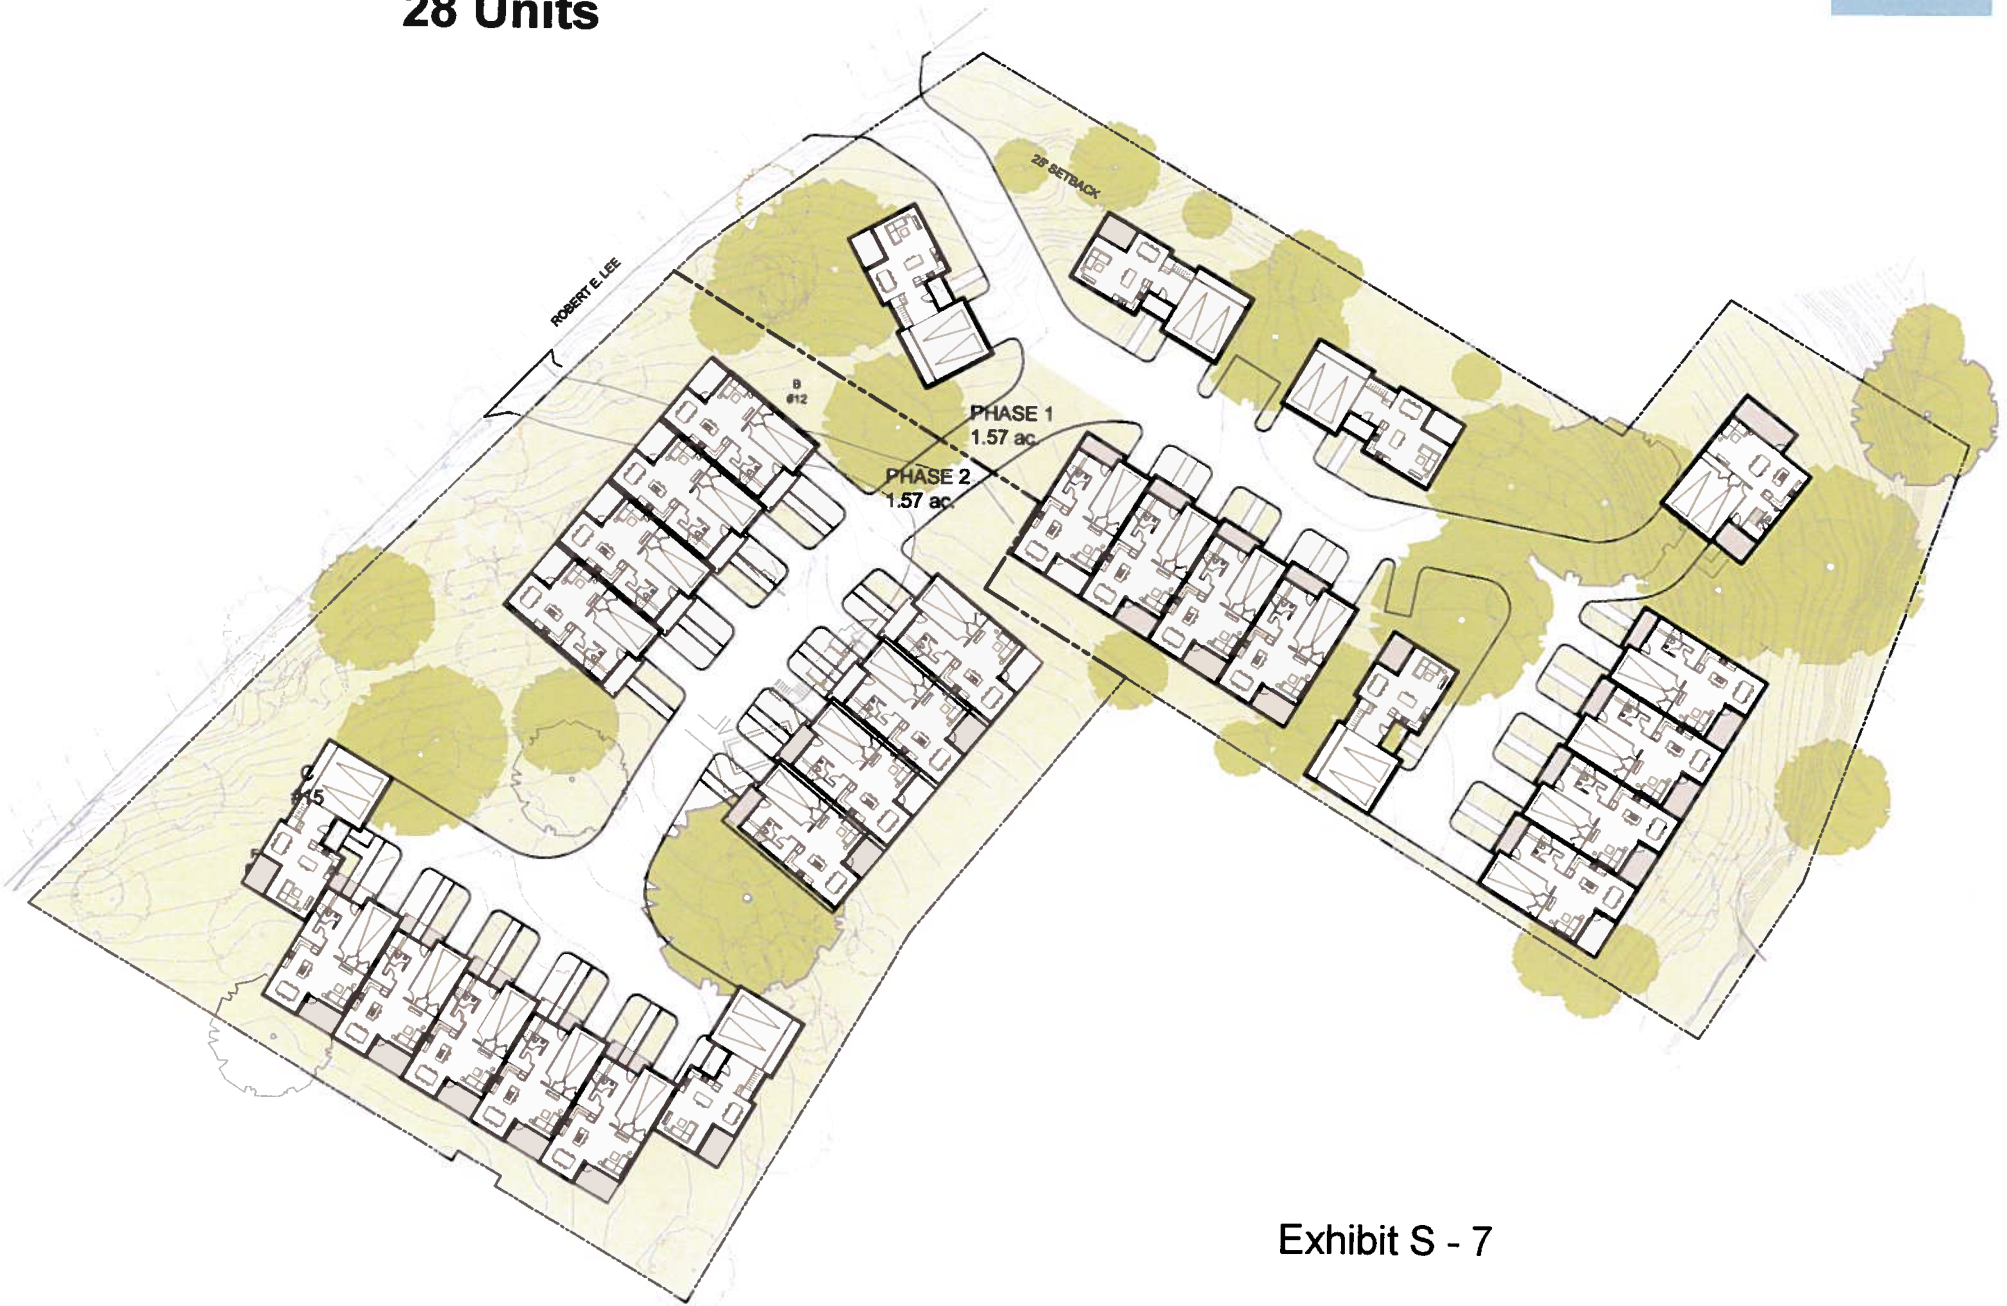 28 Units
28' SETBACK
ROBERT E. LEE
B
#12
PHASE 1
1.57 ac.
PHASE 2
1.57 ac.
C
#15
Exhibit S - 7